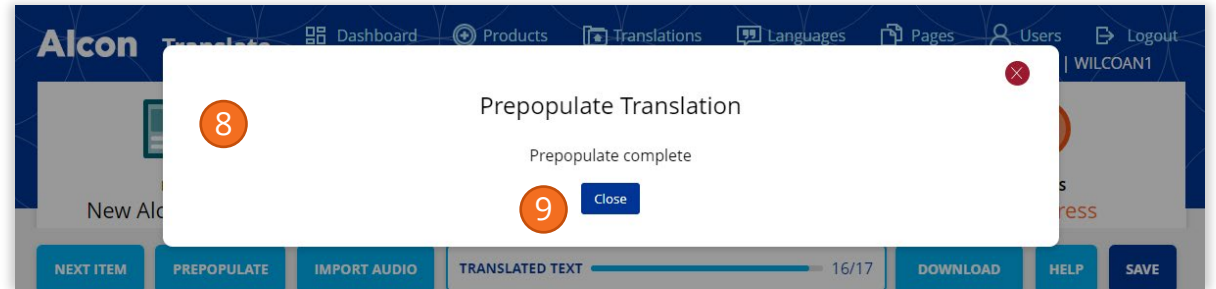 Alcon Translate Dashboard Products Translations Languages Pages Users Logout
| WILCOAN1
8
Prepopulate Translation
Prepopulate complete
9 Close
New Alc
NEXT ITEM PREPOPULATE IMPORT AUDIO TRANSLATED TEXT 16/17 DOWNLOAD HELP SAVE